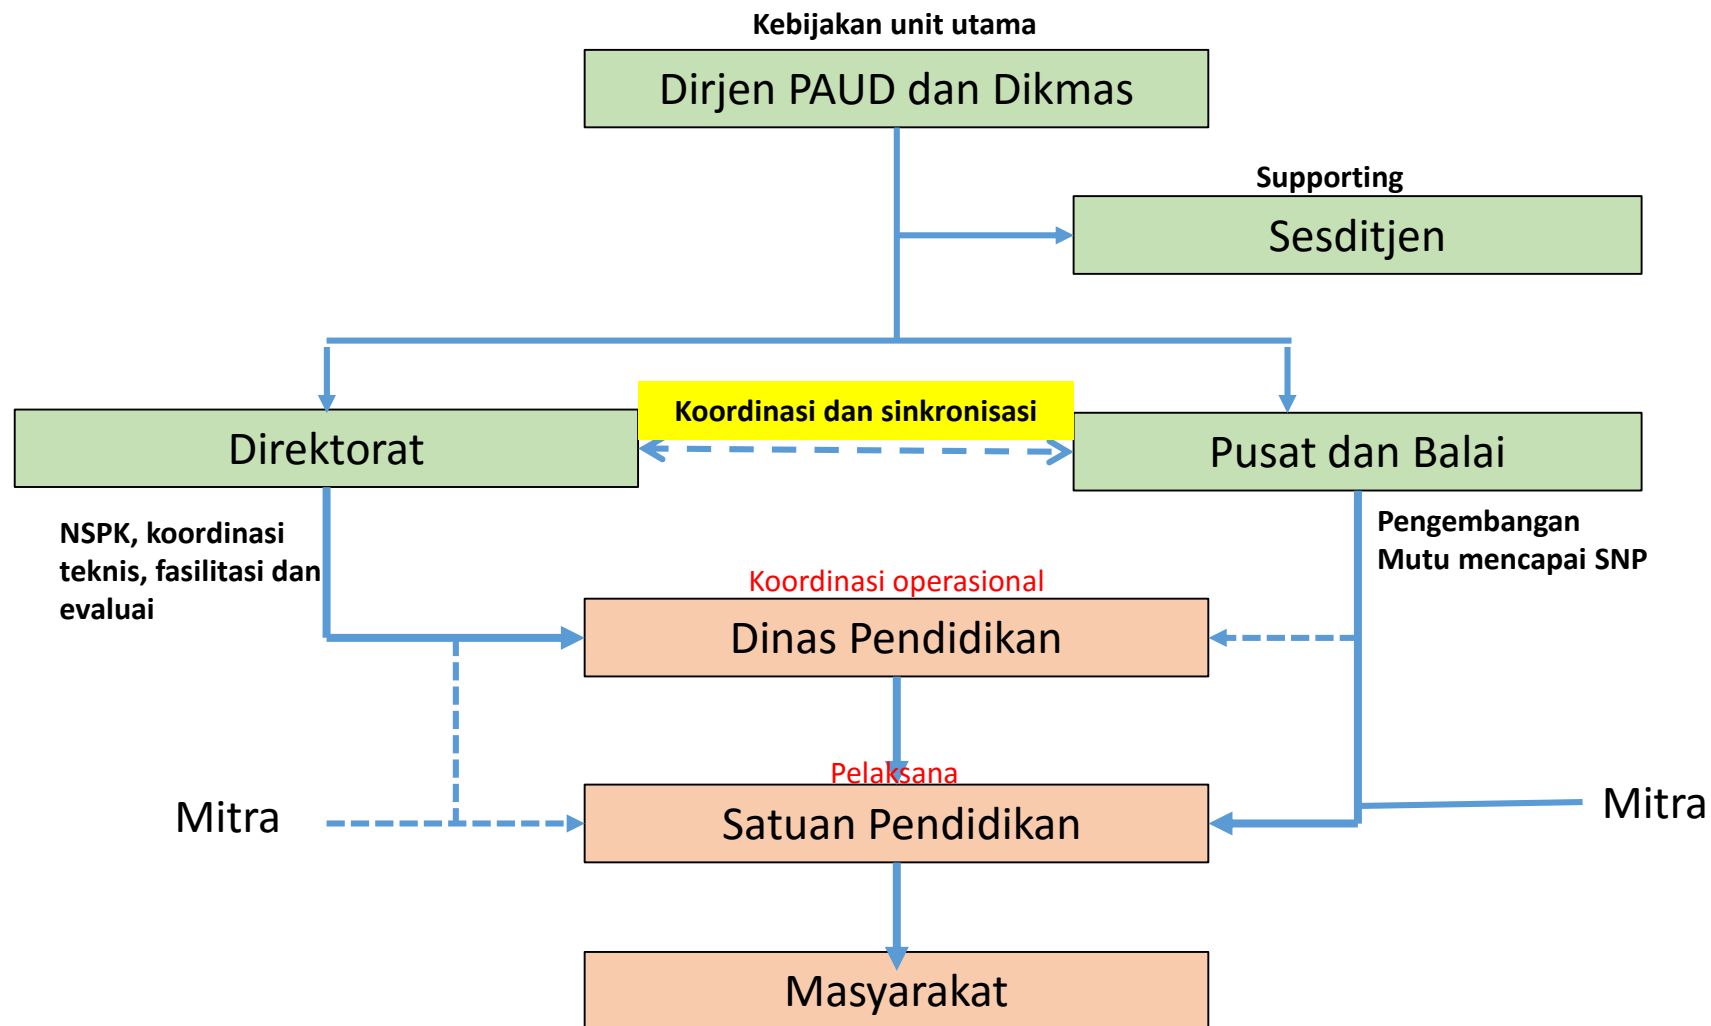 Kebijakan unit utama
Dirjen PAUD dan Dikmas
Supporting
Sesditjen
Koordinasi dan sinkronisasi
Direktorat
Pusat dan Balai
NSPK, koordinasi
teknis, fasilitasi dan
evaluai
Pengembangan
Mutu mencapai SNP
Koordinasi operasional
Dinas Pendidikan
Pelaksana
Mitra
Satuan Pendidikan
Mitra
Masyarakat